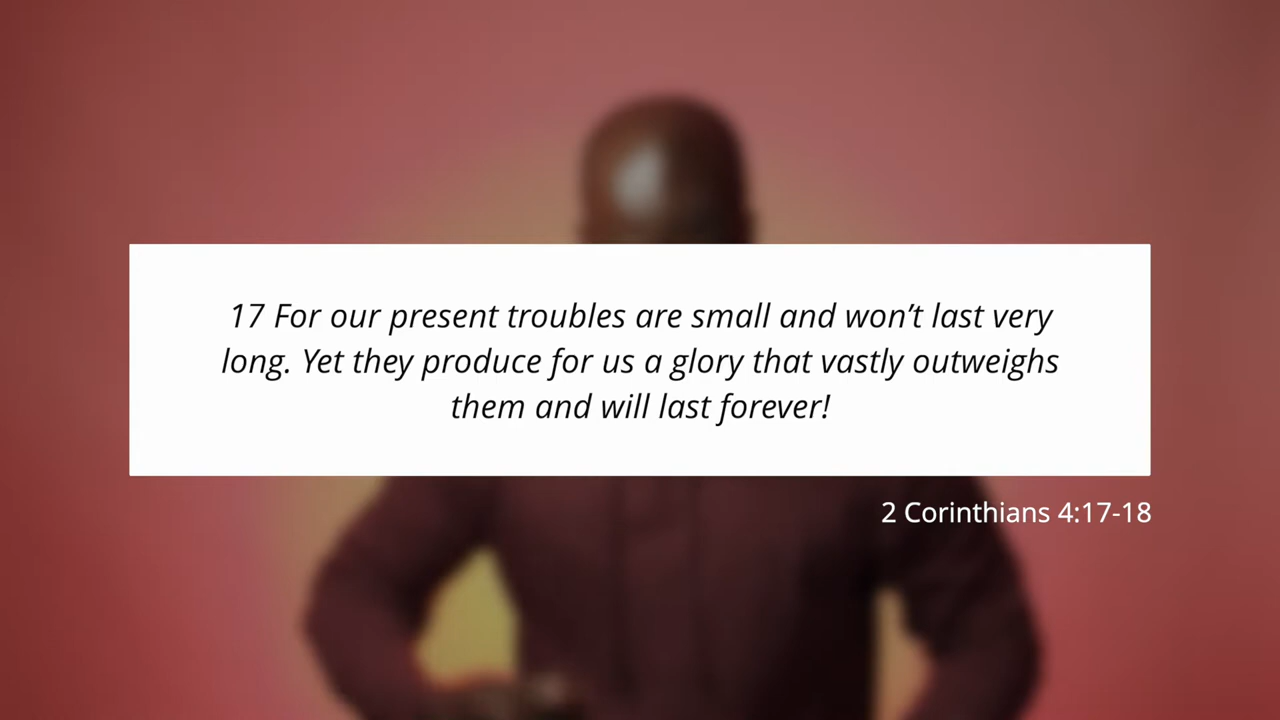 17 For our present troubles are small and won’t last very
long. Yet they produce for us a glory that vastly outweighs
them and will last forever!
2 Corinthians 4:17-18